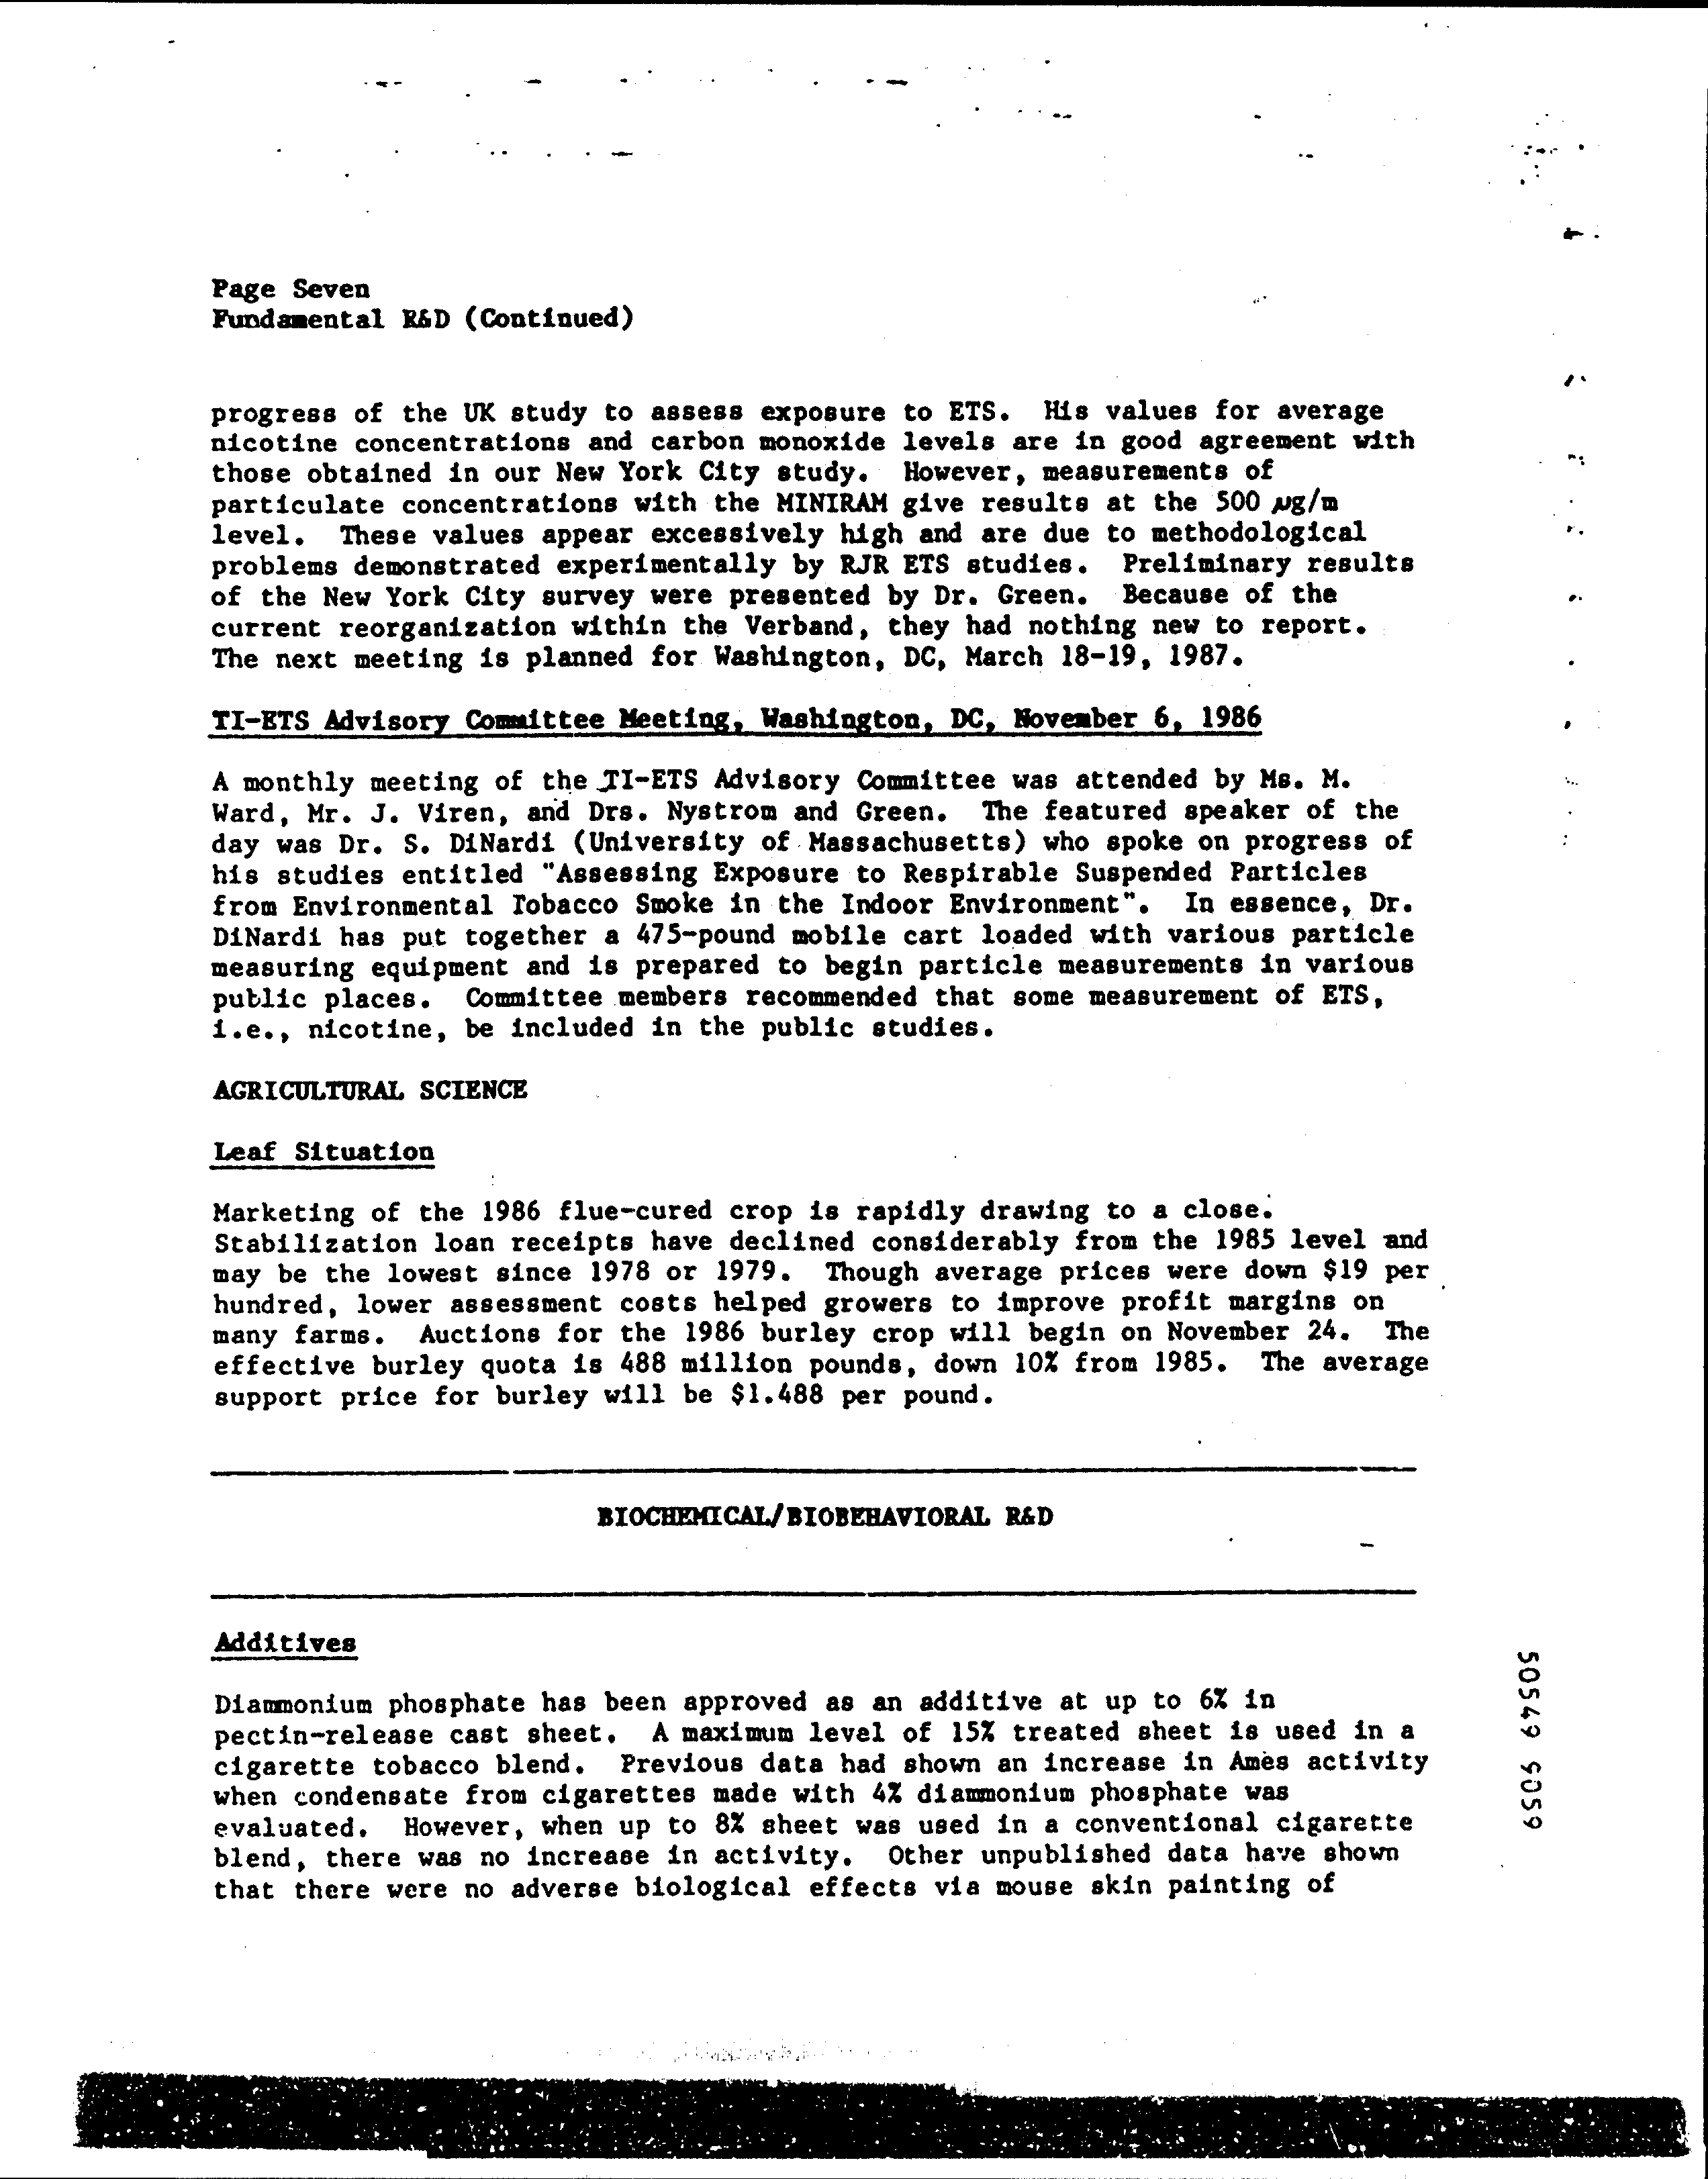 Page Seven
Fundamental R&D (Continued)
progress of the UK study to assess exposure to ETS. His values for average
nicotine concentrations and carbon monoxide levels are in good agreement with
those obtained in our New York City study. However, measurements of
particulate concentrations with the MINIRAM give results at the 500 µg/m
level. These values appear excessively high and are due to methodological
problems demonstrated experimentally by RJR ETS studies. Preliminary results
of the New York City survey were presented by Dr. Green. Because of the
current reorganization within the Verband, they had nothing new to report.
The next meeting is planned for Washington, DC, March 18-19, 1987.
TI-ETS Advisory Committee Meeting, Washington, DC, November 6, 1986
A monthly meeting of the TI-ETS Advisory Committee was attended by Ms. M.
Ward, Mr. J. Viren, and Drs. Nystrom and Green. The featured speaker of the
day was Dr. S. DiNardi (University of Massachusetts) who spoke on progress of
his studies entitled "Assessing Exposure to Respirable Suspended Particles
from Environmental Tobacco Smoke in the Indoor Environment". In essence, Dr.
DiNardi has put together a 475-pound mobile cart loaded with various particle
measuring equipment and is prepared to begin particle measurements in various
public places. Committee members recommended that some measurement of ETS,
i.e., nicotine, be included in the public studies.
AGRICULTURAL SCIENCE
Leaf Situation
Marketing of the 1986 flue-cured crop is rapidly drawing to a close.
Stabilization loan receipts have declined considerably from the 1985 level and
may be the lowest since 1978 or 1979. Though average prices were down $19 per
hundred, lower assessment costs helped growers to improve profit margins on
many farms. Auctions for the 1986 burley crop will begin on November 24. The
effective burley quota is 488 million pounds, down 10% from 1985. The average
support price for burley will be $1.488 per pound.
BIOCHEMICAL/BIOBEHAVIORAL R&D
Additives
Diammonium phosphate has been approved as an additive at up to 6% in
pectin-release cast sheet. A maximum level of 15% treated sheet is used in a
cigarette tobacco blend. Previous data had shown an increase in Ames activity
when condensate from cigarettes made with 4% diammonium phosphate was
evaluated. However, when up to 8% sheet was used in a conventional cigarette
blend, there was no increase in activity. Other unpublished data have shown
that there were no adverse biological effects via mouse skin painting of
50549 5059